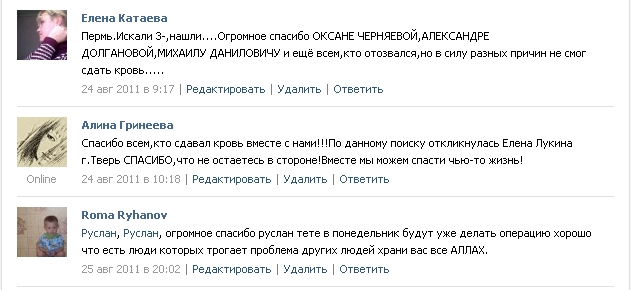 Елена Катаева
Пермь.Искали 3-,нашли....Огромное спасибо ОКСАНЕ ЧЕРНЯЕВОЙ,АЛЕКСАНДРЕ
ДОЛГАНОВОЙ,МИХАИЛУ ДАНИЛОВИЧУ и ещё всем,кто отозвался,но в силу разных причин не смог
сдать кровь.....
24 авг 2011 в 9:17 | Редактировать | Удалить | Ответить
Алина Гринеева
Спасибо всем,кто сдавал кровь вместе с нами!!!По данному поиску откликнулась Елена Лукина
г.Тверь СПАСИБО,что не остаетесь в стороне!Вместе мы можем спасти чью-то жизнь!
Online
24 авг 2011 в 10:18 | Редактировать | Удалить | Ответить
Roma Ryhanov
Руслан, Руслан, огромное спасибо руслан тете в понедельник будут уже делать операцию хорошо
что есть люди которых трогает проблема других людей храни вас все АЛЛАХ.
25 авг 2011 в 20:02 | Редактировать | Удалить | Ответить